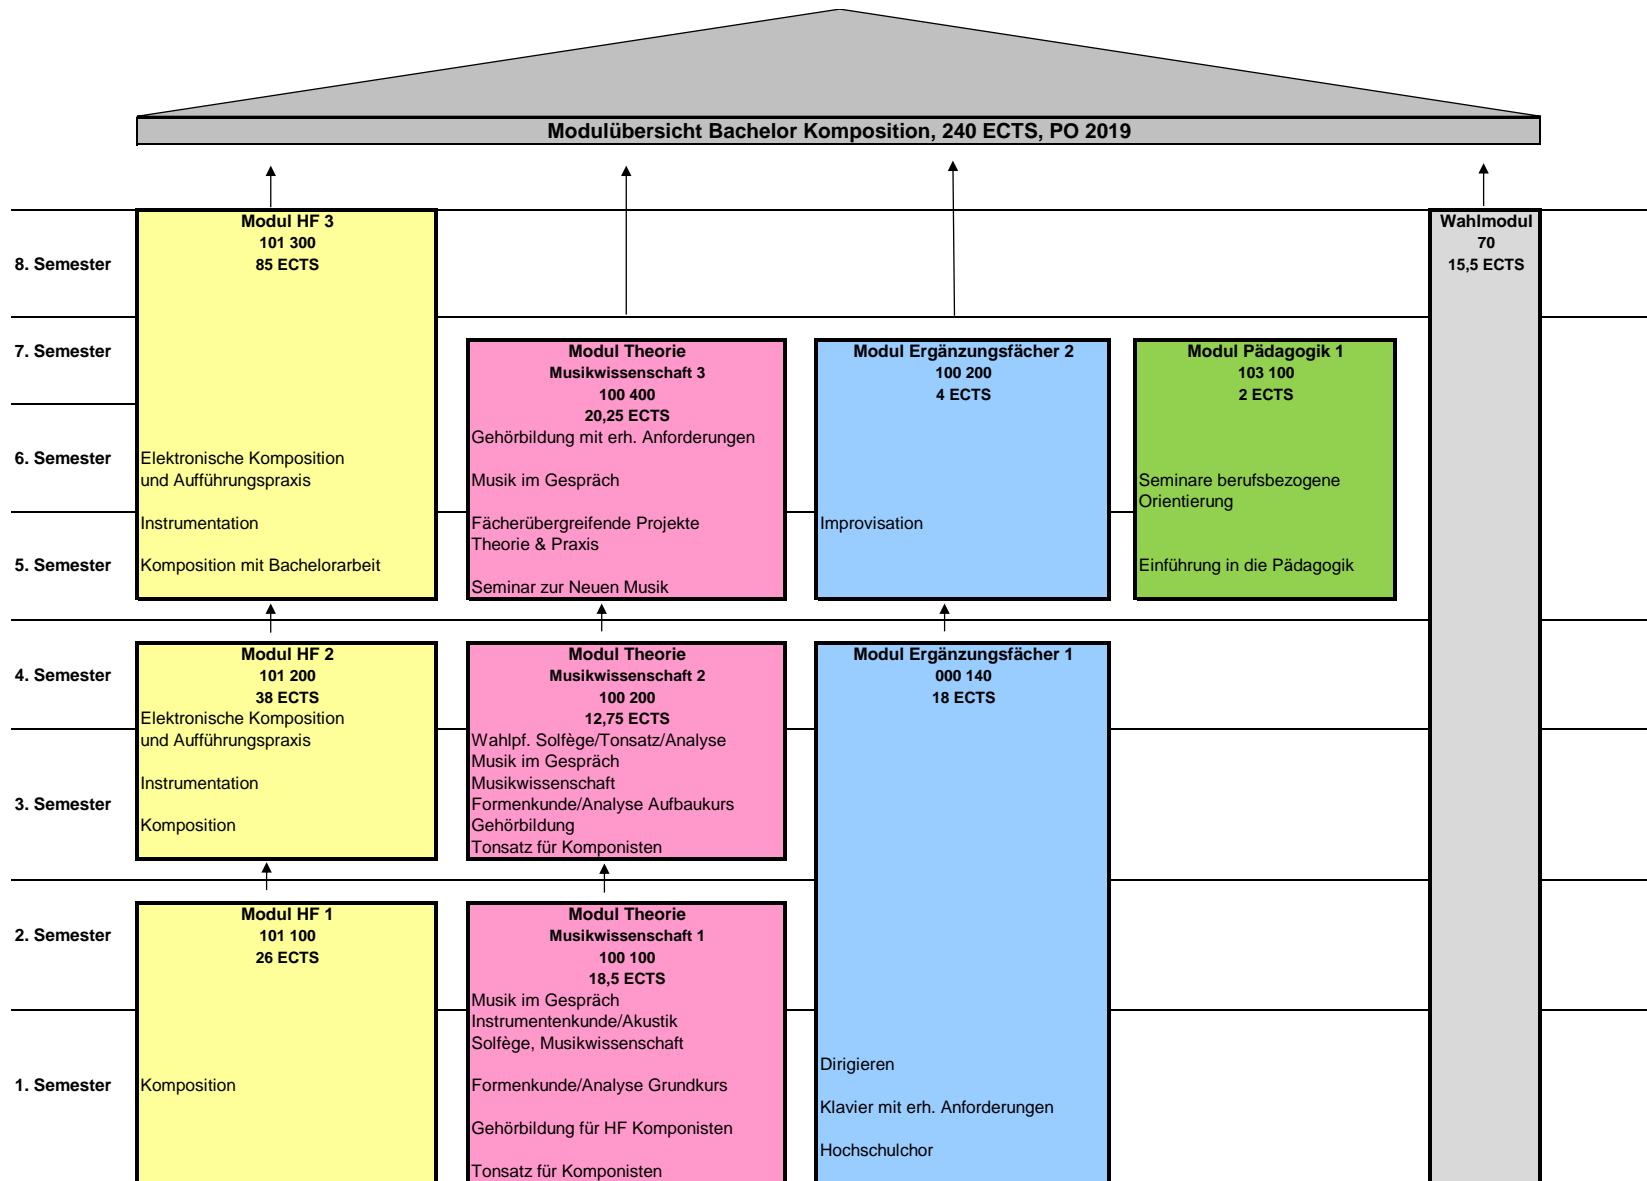 Modulübersicht Bachelor Komposition, 240 ECTS, PO 2019
8. Semester
Modul HF 3
101 300
85 ECTS
Wahlmodul
70
15,5 ECTS
7. Semester
6. Semester
5. Semester
Elektronische Komposition
und Aufführungspraxis
Instrumentation
Komposition mit Bachelorarbeit
Modul Theorie
Musikwissenschaft 3
100 400
20,25 ECTS
Gehörbildung mit erh. Anforderungen
Musik im Gespräch
Fächerübergreifende Projekte
Theorie & Praxis
Seminar zur Neuen Musik
Modul Ergänzungsfächer 2
100 200
4 ECTS
Improvisation
Modul Pädagogik 1
103 100
2 ECTS
Seminare berufsbezogene
Orientierung
Einführung in die Pädagogik
4. Semester
3. Semester
Modul HF 2
101 200
38 ECTS
Elektronische Komposition
und Aufführungspraxis
Instrumentation
Komposition
Modul Theorie
Musikwissenschaft 2
100 200
12,75 ECTS
Wahlpf. Solfège/Tonsatz/Analyse
Musik im Gespräch
Musikwissenschaft
Formenkunde/Analyse Aufbaukurs
Gehörbildung
Tonsatz für Komponisten
Modul Ergänzungsfächer 1
000 140
18 ECTS
Dirigieren
Klavier mit erh. Anforderungen
Hochschulchor
2. Semester
1. Semester
Modul HF 1
101 100
26 ECTS
Komposition
Modul Theorie
Musikwissenschaft 1
100 100
18,5 ECTS
Musik im Gespräch
Instrumentenkunde/Akustik
Solfège, Musikwissenschaft
Formenkunde/Analyse Grundkurs
Gehörbildung für HF Komponisten
Tonsatz für Komponisten